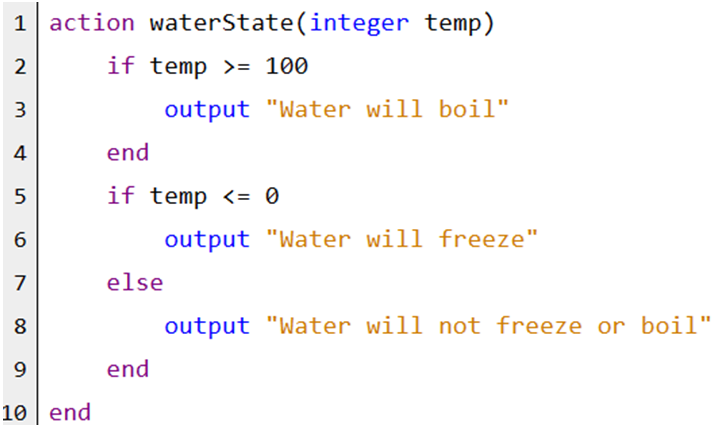 1 action waterState(integer temp)
2     if temp >= 100
3         output "Water will boil"
4     end
5     if temp <= 0
6         output "Water will freeze"
7     else
8         output "Water will not freeze or boil"
9     end
10 end